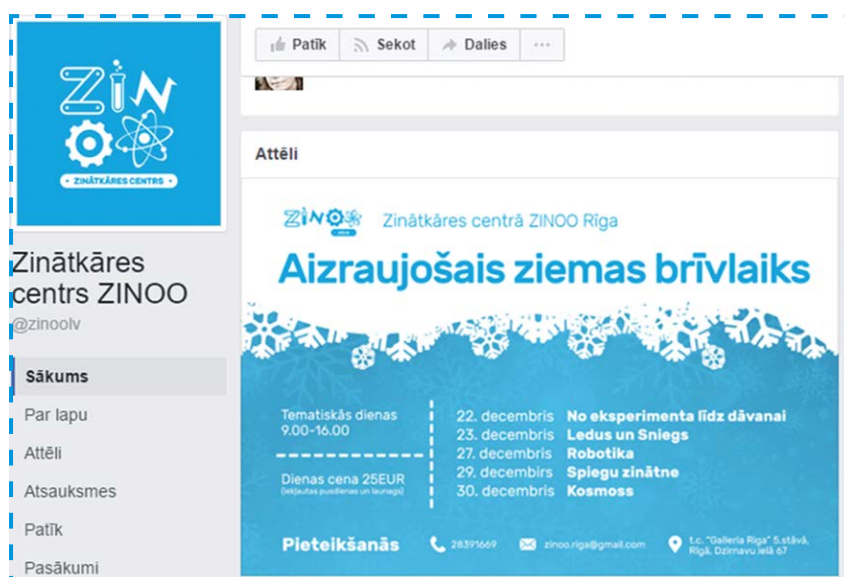 Patīk Sekot Dalies ...
ZINOO
• ZINĀTKĀRES CENTRS •
Zinātkāres
centrs ZINOO
@zinoolv
Sākums
Par lapu
Attēli
Atsauksmes
Patīk
Pasākumi
Attēli
ZINOO Zinātkāres centrā ZINOO Rīga
Aizraujošais ziemas brīvlaiks
Tematiskās dienas
9.00-16.00
Dienas cena 25EUR
(iekļautas pusdienas un launags)
22. decembris No eksperimenta līdz dāvanai
23. decembris Ledus un Sniegs
27. decembris Robotika
29. decembirs Spiegu zinātne
30. decembris Kosmoss
Pieteikšanās 28391669 zinoo.riga@gmail.com
t.c. "Galleria Riga" 5.stāvā,
Rīgā, Dzirnavu ielā 67